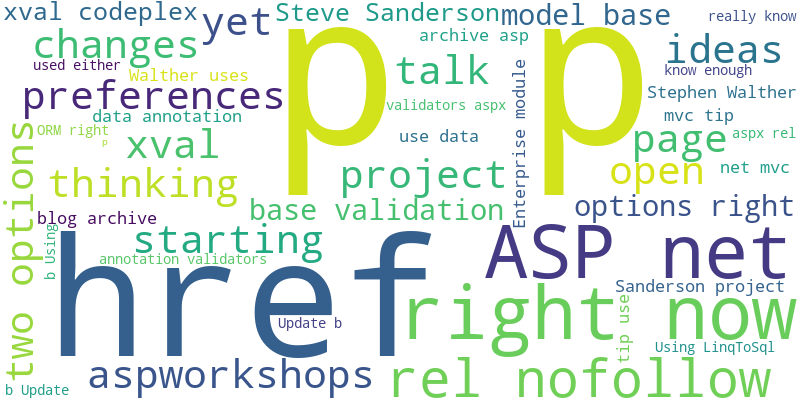 xval codeplex
yet
Steve Sanderson
model base
really know
changes
archive asp
ideas
used either
Walther uses
talk
p p
know enough
preferences
validators aspx
Stephen Walther
data annotation
Enterprise module
mvc tip
ORM right
xval
use data
page
aspx rel
p
thinking
project
open
net mvc
two options
blog archive
base validation
options right
b Using
starting
ASP net
annotation validators
href
Sanderson project
right now
Update b
tip use
Using LinqToSql
aspworkshops
rel nofollow
b Update